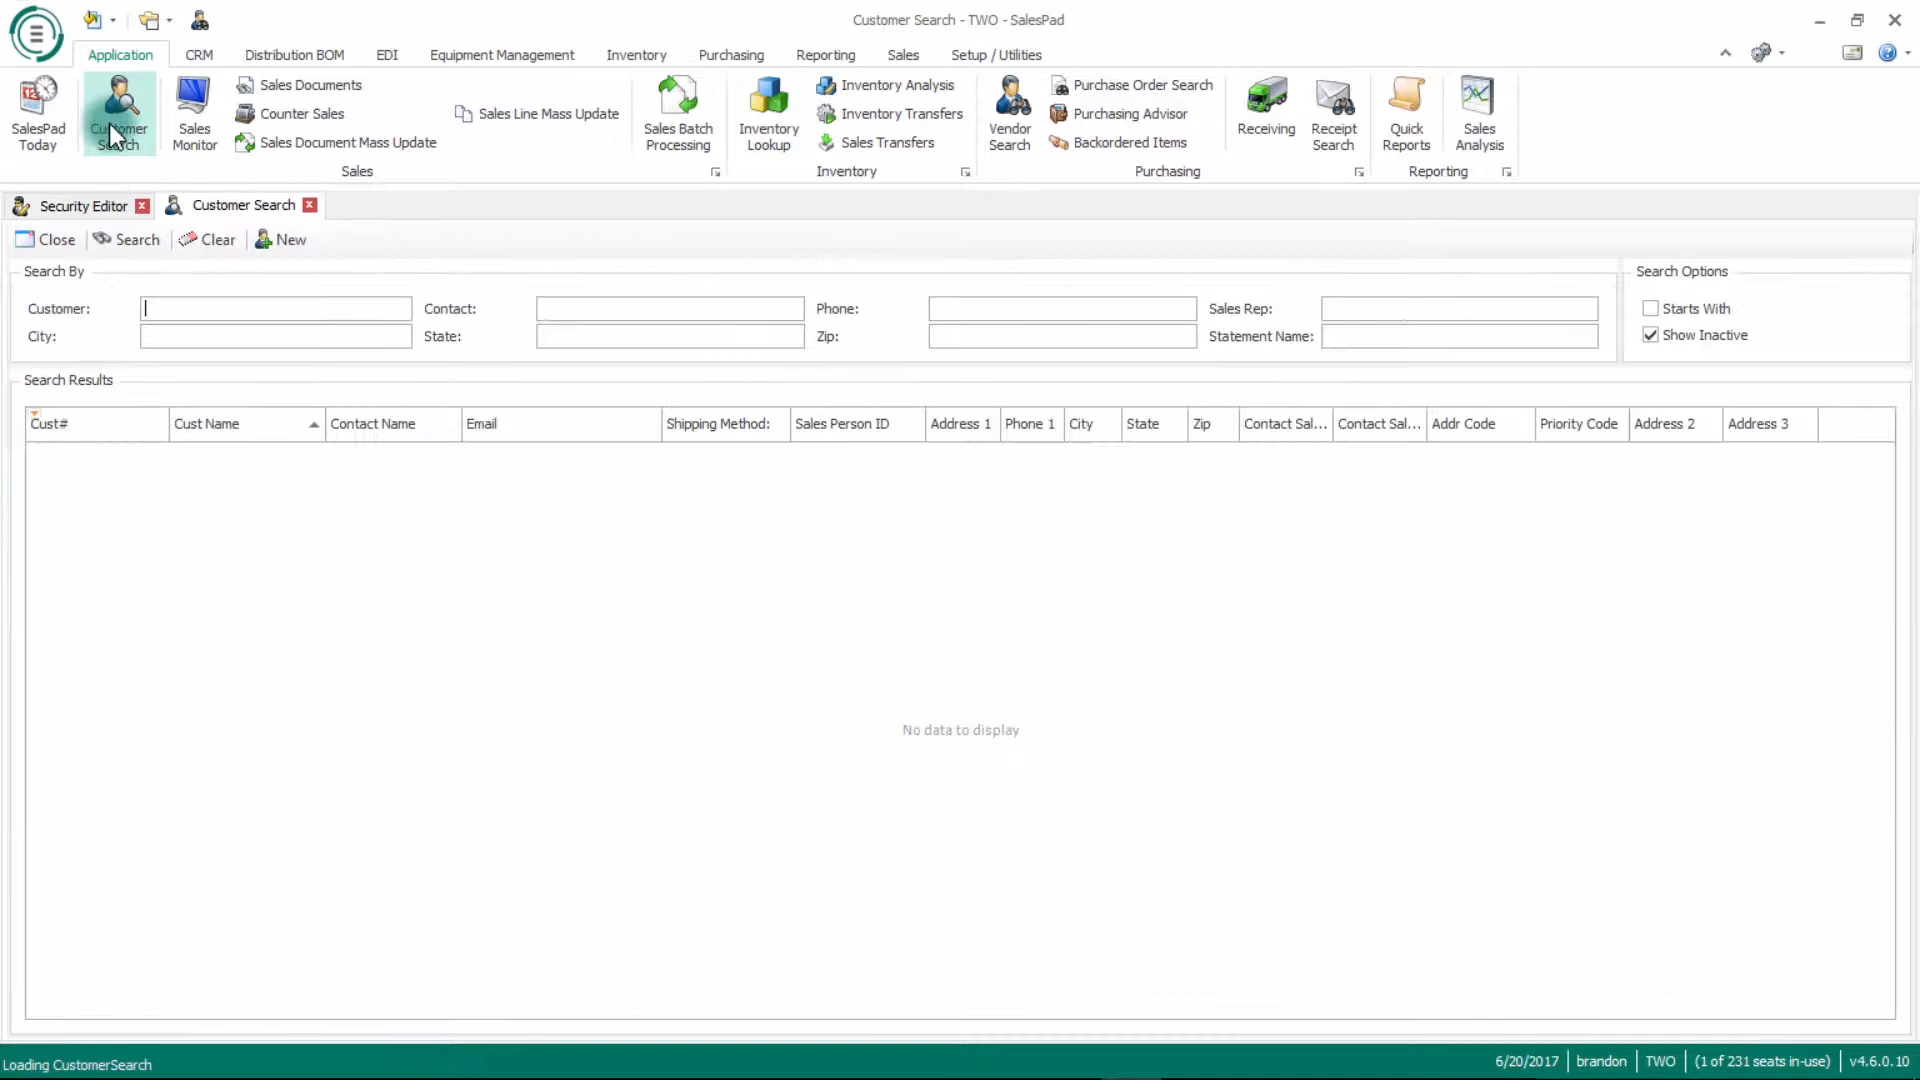 Customer Search - TWO - SalesPad
Application CRM Distribution BOM EDI Equipment Management Inventory Purchasing Reporting Sales Setup / Utilities
SalesPad Today
Customer Search
Sales Monitor
Sales Documents
Counter Sales
Sales Document Mass Update
Sales Line Mass Update
Sales Batch Processing
Inventory Lookup
Inventory Analysis
Inventory Transfers
Sales Transfers
Vendor Search
Purchase Order Search
Purchasing Advisor
Backordered Items
Receiving
Receipt Search
Quick Reports
Sales Analysis
Sales Inventory Purchasing Reporting
Security Editor Customer Search
Close Search Clear New
Search By Search Options
Customer: Contact: Phone: Sales Rep: Starts With
City: State: Zip: Statement Name: Show Inactive
Search Results
Cust# Cust Name Contact Name Email Shipping Method: Sales Person ID Address 1 Phone 1 City State Zip Contact Sal... Contact Sal... Addr Code Priority Code Address 2 Address 3
No data to display
Loading CustomerSearch 6/20/2017 brandon TWO (1 of 231 seats in-use) v4.6.0.10